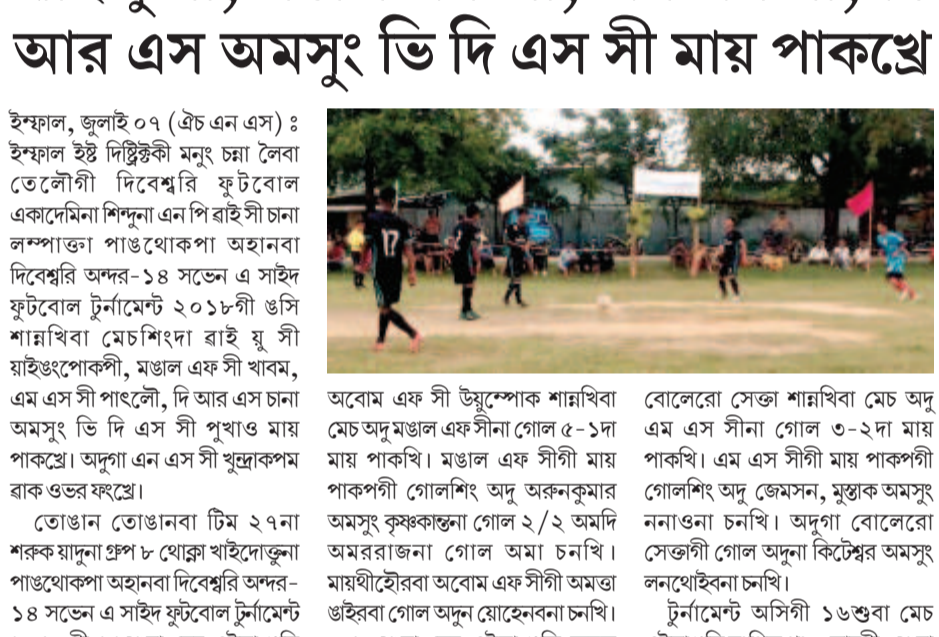 আর এস অমসুং ভি দি এস সী মায় পাকখ্রে
ইম্ফাল, জুলাই ০৭ (ঐচ এন এস) ঃ
ইম্ফাল ইষ্ট দিষ্ট্রিক্টকী মনুং চন্না লৈবা
তেলৌগী দিবেশ্বরি ফুটবোল
একাদেমিনা শিন্দুনা এন পি ৱাই সী চানা
লম্পাক্তা পাঙথোকপা অহানবা
দিবেশ্বরি অন্দর-১৪ সভেন এ সাইদ
ফুটবোল টুর্নামেন্ট ২০১৮গী ঙসি
শান্নখিবা মেচশিংদা ৱাই য়ু সী
য়াইঙংপোকপী, মঙাল এফ সী খাবম,
এম এস সী পাৎলৌ, দি আর এস চানা
অমসুং ভি দি এস সী পুখাও মায়
পাকখ্রে। অদুগা এন এস সী খুন্দ্রাকপম
ৱাক ওভর ফংখ্রে।
তোঙান তোঙানবা টিম ২৭না
শরুক য়াদুনা গ্রুপ ৮ থোক্না খাইদোক্তুনা
পাঙথোকপা অহানবা দিবেশ্বরি অন্দর-
১৪ সভেন এ সাইদ ফুটবোল টুর্নামেন্ট
17
অবোম এফ সী উয়ুম্পোক শান্নখিবা
মেচ অদু মঙাল এফ সীনা গোল ৫-১দা
মায় পাকখি। মঙাল এফ সীগী মায়
পাকপগী গোলশিং অদু অরুনকুমার
অমসুং কৃষ্ণকান্তনা গোল ২/২ অমদি
অমররাজনা গোল অমা চনখি।
মায়থীহৌরবা অবোম এফ সীগী অমত্তা
ঙাইরবা গোল অদুন য়োহেনবনা চনখি।
বোলেরো সেক্তা শান্নখিবা মেচ অদু
এম এস সীনা গোল ৩-২দা মায়
পাকখি। এম এস সীগী মায় পাকপগী
গোলশিং অদু জেমসন, মুস্তাক অমসুং
ননাওনা চনখি। অদুগা বোলেরো
সেক্তাগী গোল অদুনা কিটেশ্বর অমসুং
লনথোইবনা চনখি।
টুর্নামেন্ট অসিগী ১৬শুবা মেচ